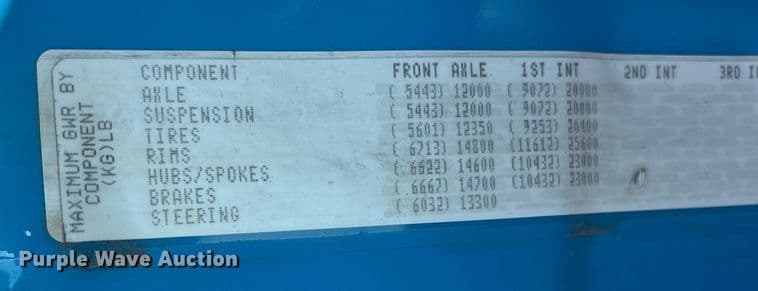 MAXIMUM GWR BY
COMPONENT
(KG)LB
COMPONENT FRONT AXLE 1ST INT 2ND INT 3RD I
AXLE ( 5443) 12000 ( 9072) 20000
SUSPENSION ( 5443) 12000 ( 9072) 20000
TIRES ( 5601) 12350 ( 9253) 20400
RIMS ( 6713) 14800 (11612) 25600
HUBS/SPOKES ( 6622) 14600 (10432) 23000
BRAKES ( 6667) 14700 (10432) 23000
STEERING ( 6032) 13300
Purple Wave Auction